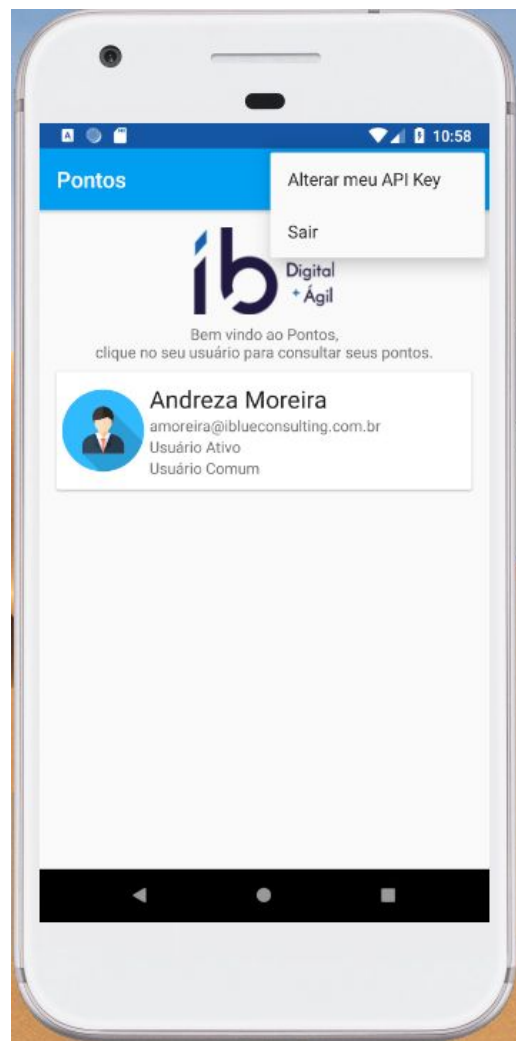 10:58
Pontos
Alterar meu API Key
Sair
ib
Digital
+ Ágil
Bem vindo ao Pontos,
clique no seu usuário para consultar seus pontos.
Andreza Moreira
amoreira@iblueconsulting.com.br
Usuário Ativo
Usuário Comum